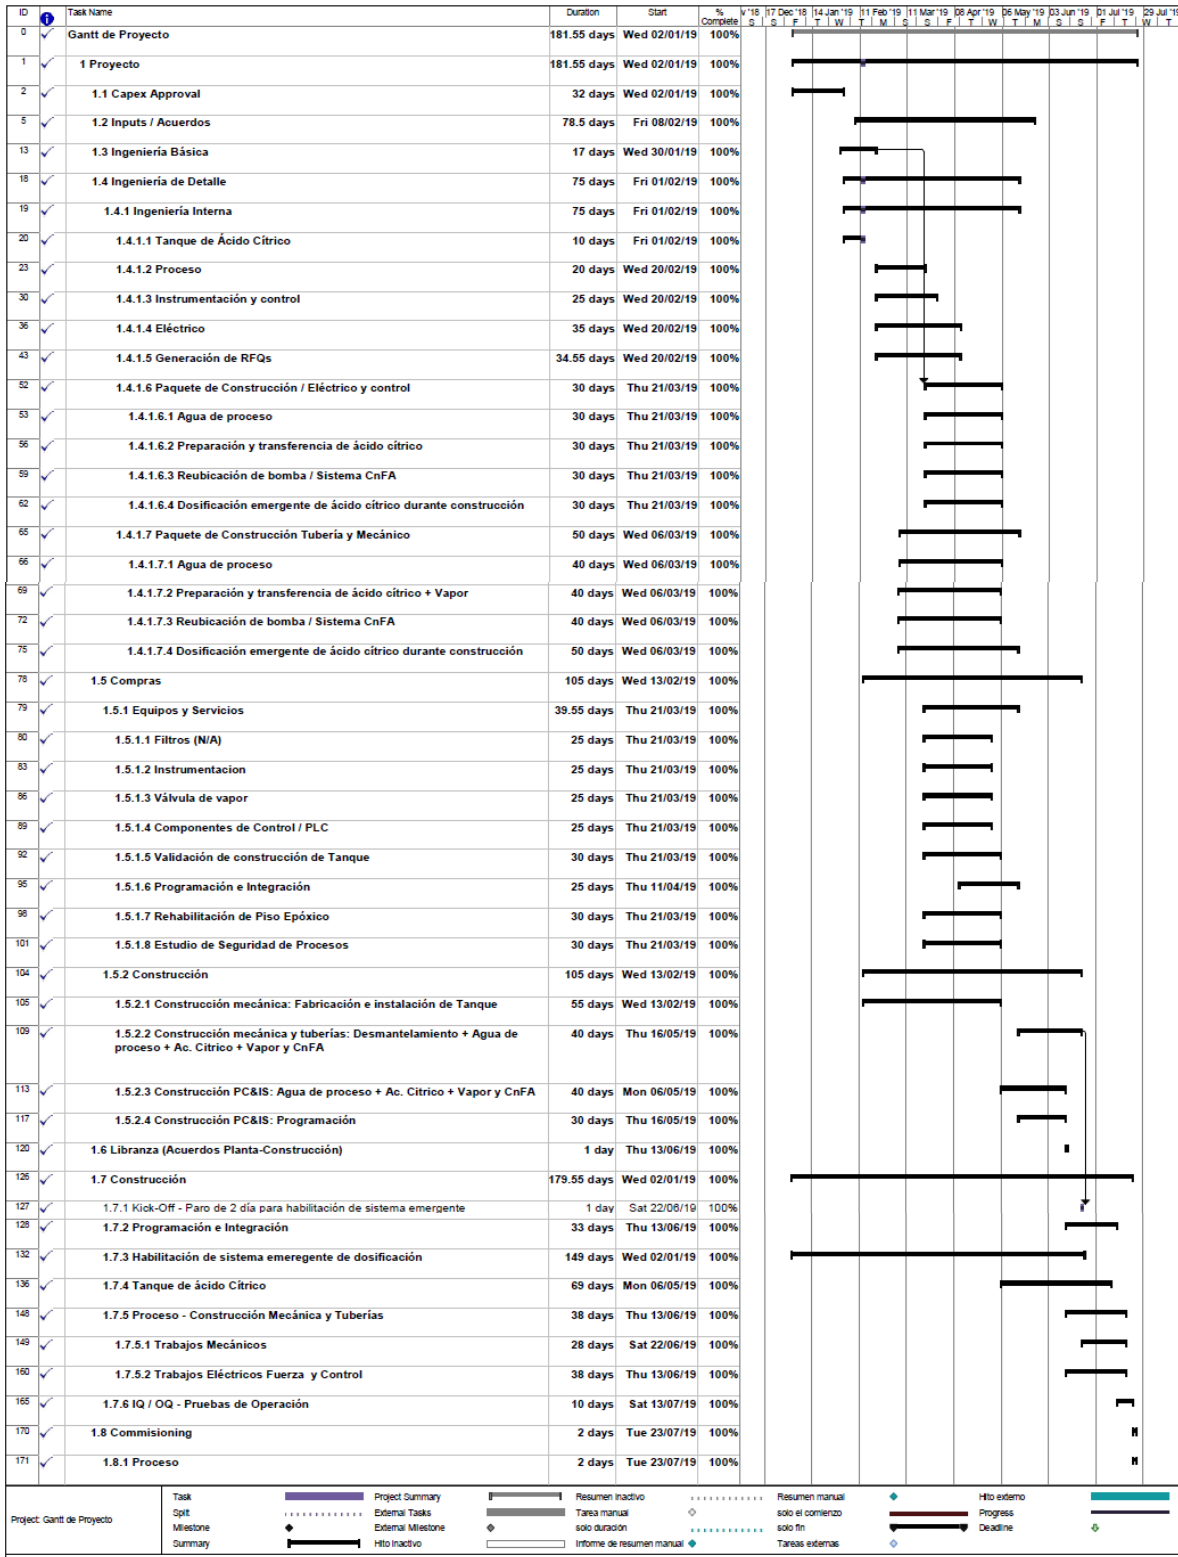 ID Task Name Duration Start % Complete v '18 17 Dec '18 14 Jan '19 11 Feb '19 11 Mar '19 08 Apr '19 06 May '19 03 Jun '19 01 Jul '19 29 Jul '19
S S F T W T M S S F T W T M S S F T W T
0 Gantt de Proyecto 181.55 days Wed 02/01/19 100%
1 1 Proyecto 181.55 days Wed 02/01/19 100%
2 1.1 Capex Approval 32 days Wed 02/01/19 100%
5 1.2 Inputs / Acuerdos 78.5 days Fri 08/02/19 100%
13 1.3 Ingeniería Básica 17 days Wed 30/01/19 100%
18 1.4 Ingeniería de Detalle 75 days Fri 01/02/19 100%
19 1.4.1 Ingeniería Interna 75 days Fri 01/02/19 100%
20 1.4.1.1 Tanque de Ácido Cítrico 10 days Fri 01/02/19 100%
23 1.4.1.2 Proceso 20 days Wed 20/02/19 100%
30 1.4.1.3 Instrumentación y control 25 days Wed 20/02/19 100%
36 1.4.1.4 Eléctrico 35 days Wed 20/02/19 100%
43 1.4.1.5 Generación de RFQs 34.55 days Wed 20/02/19 100%
52 1.4.1.6 Paquete de Construcción / Eléctrico y control 30 days Thu 21/03/19 100%
53 1.4.1.6.1 Agua de proceso 30 days Thu 21/03/19 100%
56 1.4.1.6.2 Preparación y transferencia de ácido cítrico 30 days Thu 21/03/19 100%
59 1.4.1.6.3 Reubicación de bomba / Sistema CnFA 30 days Thu 21/03/19 100%
62 1.4.1.6.4 Dosificación emergente de ácido cítrico durante construcción 30 days Thu 21/03/19 100%
65 1.4.1.7 Paquete de Construcción Tubería y Mecánico 50 days Wed 06/03/19 100%
66 1.4.1.7.1 Agua de proceso 40 days Wed 06/03/19 100%
69 1.4.1.7.2 Preparación y transferencia de ácido cítrico + Vapor 40 days Wed 06/03/19 100%
72 1.4.1.7.3 Reubicación de bomba / Sistema CnFA 40 days Wed 06/03/19 100%
75 1.4.1.7.4 Dosificación emergente de ácido cítrico durante construcción 50 days Wed 06/03/19 100%
78 1.5 Compras 105 days Wed 13/02/19 100%
79 1.5.1 Equipos y Servicios 39.55 days Thu 21/03/19 100%
80 1.5.1.1 Filtros (N/A) 25 days Thu 21/03/19 100%
83 1.5.1.2 Instrumentacion 25 days Thu 21/03/19 100%
86 1.5.1.3 Válvula de vapor 25 days Thu 21/03/19 100%
89 1.5.1.4 Componentes de Control / PLC 25 days Thu 21/03/19 100%
92 1.5.1.5 Validación de construcción de Tanque 30 days Thu 21/03/19 100%
95 1.5.1.6 Programación e Integración 25 days Thu 11/04/19 100%
98 1.5.1.7 Rehabilitación de Piso Epóxico 30 days Thu 21/03/19 100%
101 1.5.1.8 Estudio de Seguridad de Procesos 30 days Thu 21/03/19 100%
104 1.5.2 Construcción 105 days Wed 13/02/19 100%
105 1.5.2.1 Construcción mecánica: Fabricación e instalación de Tanque 55 days Wed 13/02/19 100%
109 1.5.2.2 Construcción mecánica y tuberías: Desmantelamiento + Agua de 40 days Thu 16/05/19 100%
proceso + Ac. Citrico + Vapor y CnFA
113 1.5.2.3 Construcción PC&IS: Agua de proceso + Ac. Citrico + Vapor y CnFA 40 days Mon 06/05/19 100%
117 1.5.2.4 Construcción PC&IS: Programación 30 days Thu 16/05/19 100%
120 1.6 Libranza (Acuerdos Planta-Construcción) 1 day Thu 13/06/19 100%
126 1.7 Construcción 179.55 days Wed 02/01/19 100%
127 1.7.1 Kick-Off - Paro de 2 día para habilitación de sistema emergente 1 day Sat 22/06/19 100%
128 1.7.2 Programación e Integración 33 days Thu 13/06/19 100%
132 1.7.3 Habilitación de sistema emeregente de dosificación 149 days Wed 02/01/19 100%
136 1.7.4 Tanque de ácido Cítrico 69 days Mon 06/05/19 100%
148 1.7.5 Proceso - Construcción Mecánica y Tuberías 38 days Thu 13/06/19 100%
149 1.7.5.1 Trabajos Mecánicos 28 days Sat 22/06/19 100%
160 1.7.5.2 Trabajos Eléctricos Fuerza y Control 38 days Thu 13/06/19 100%
165 1.7.6 IQ / OQ - Pruebas de Operación 10 days Sat 13/07/19 100%
170 1.8 Commisioning 2 days Tue 23/07/19 100%
171 1.8.1 Proceso 2 days Tue 23/07/19 100%
Task Project Summary Resumen inactivo Resumen manual Hito externo
Split External Tasks Tarea manual solo el comienzo Progress
Project: Gantt de Proyecto
Milestone External Milestone solo duración solo fin Deadline
Summary Hito inactivo Informe de resumen manual Tareas externas